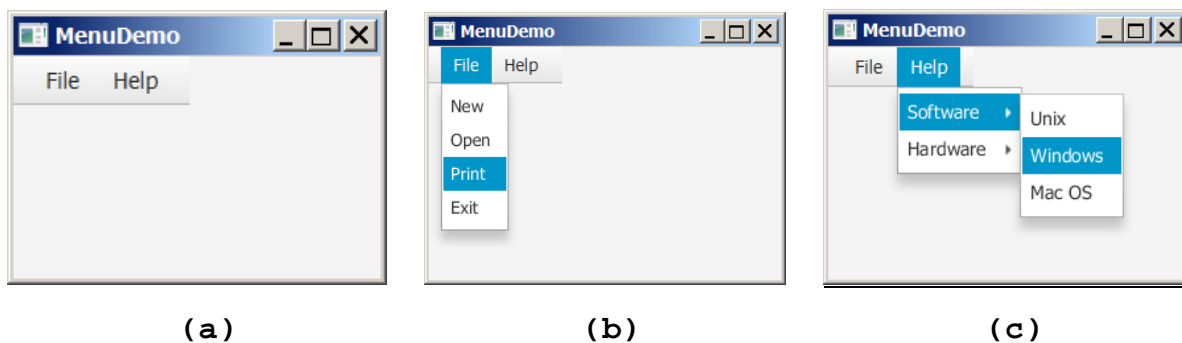 MenuDemo
File Help
(a)
MenuDemo
File Help
New
Open
Print
Exit
(b)
MenuDemo
File Help
Software
Hardware
Unix
Windows
Mac OS
(c)